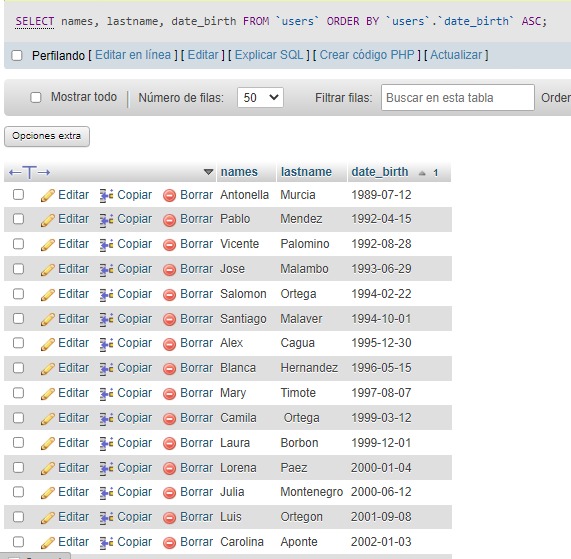 SELECT names, lastname, date_birth FROM `users` ORDER BY `users`.`date_birth` ASC;
Perfilando [ Editar en línea ] [ Editar ] [ Explicar SQL ] [ Crear código PHP ] [ Actualizar ]
Mostrar todo Número de filas: 50 Filtrar filas: Buscar en esta tabla Orde
Opciones extra
←T→ names lastname date_birth 1
Editar Copiar Borrar Antonella Murcia 1989-07-12
Editar Copiar Borrar Pablo Mendez 1992-04-15
Editar Copiar Borrar Vicente Palomino 1992-08-28
Editar Copiar Borrar Jose Malambo 1993-06-29
Editar Copiar Borrar Salomon Ortega 1994-02-22
Editar Copiar Borrar Santiago Malaver 1994-10-01
Editar Copiar Borrar Alex Cagua 1995-12-30
Editar Copiar Borrar Blanca Hernandez 1996-05-15
Editar Copiar Borrar Mary Timote 1997-08-07
Editar Copiar Borrar Camila Ortega 1999-03-12
Editar Copiar Borrar Laura Borbon 1999-12-01
Editar Copiar Borrar Lorena Paez 2000-01-04
Editar Copiar Borrar Julia Montenegro 2000-06-12
Editar Copiar Borrar Luis Ortegon 2001-09-08
Editar Copiar Borrar Carolina Aponte 2002-01-03